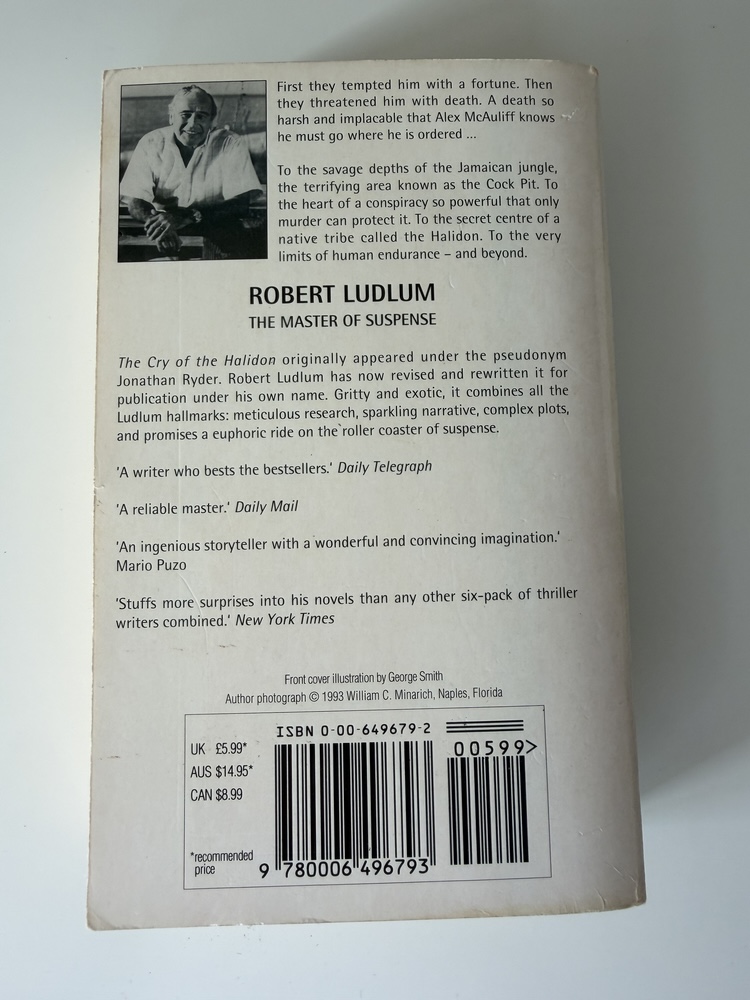 First they tempted him with a fortune. Then
they threatened him with death. A death so
harsh and implacable that Alex McAuliff knows
he must go where he is ordered ...
To the savage depths of the Jamaican jungle,
the terrifying area known as the Cock Pit. To
the heart of a conspiracy so powerful that only
murder can protect it. To the secret centre of a
native tribe called the Halidon. To the very
limits of human endurance – and beyond.
ROBERT LUDLUM
THE MASTER OF SUSPENSE
The Cry of the Halidon originally appeared under the pseudonym
Jonathan Ryder. Robert Ludlum has now revised and rewritten it for
publication under his own name. Gritty and exotic, it combines all the
Ludlum hallmarks: meticulous research, sparkling narrative, complex plots,
and promises a euphoric ride on the roller coaster of suspense.
'A writer who bests the bestsellers.' Daily Telegraph
'A reliable master.' Daily Mail
'An ingenious storyteller with a wonderful and convincing imagination.'
Mario Puzo
'Stuffs more surprises into his novels than any other six-pack of thriller
writers combined.' New York Times
Front cover illustration by George Smith
Author photograph © 1993 William C. Minarich, Naples, Florida
ISBN 0-00-649679-2
UK £5.99*
AUS $14.95*
CAN $8.99
*recommended
price
00599>
9 780006 496793